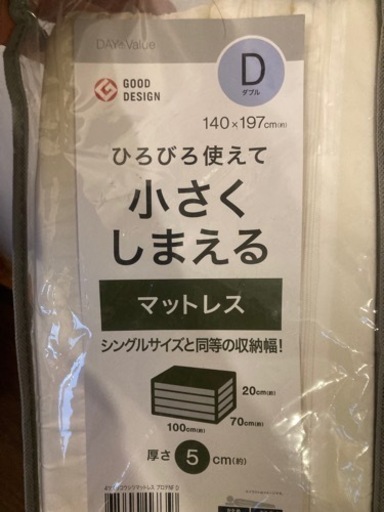 DAY Value
GOOD
DESIGN
D
ダブル
140×197cm(約)
ひろびろ使えて
小さく
しまえる
マットレス
シングルサイズと同等の収納幅!
20cm(約)
70cm(約)
100cm(約)
厚さ 5 cm(約)